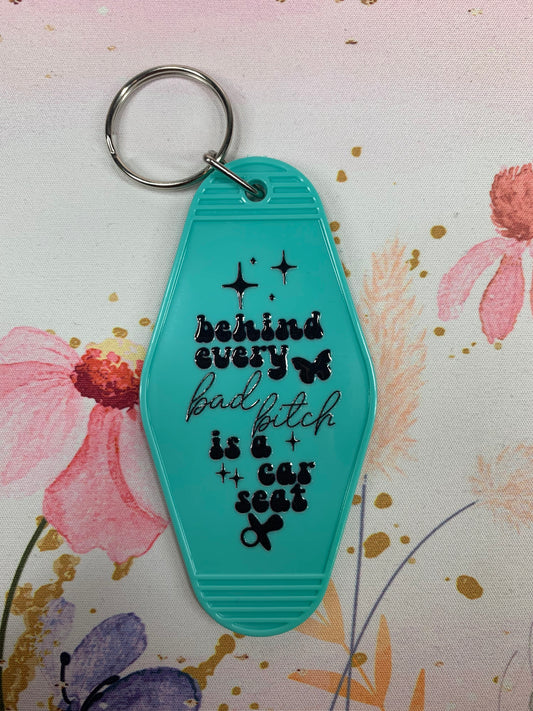 behind
every
bad bitch
is a
car
seat